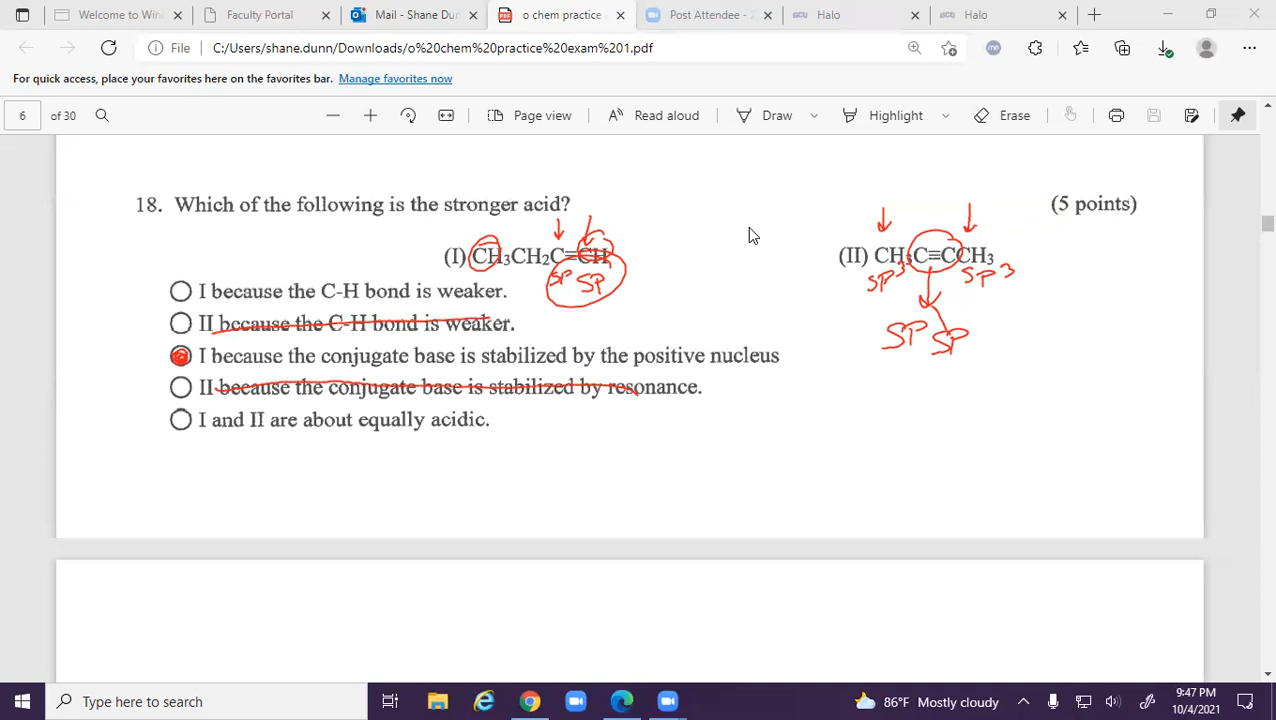 Welcome to Win
Faculty Portal
Mail - Shane Dunn
o chem practice e
Post Attendee - Z
GCU Halo
GCU Halo
File C:/Users/shane.dunn/Downloads/o%20chem%20practice%20exam%201.pdf
For quick access, place your favorites here on the favorites bar. Manage favorites now
6 of 30 Page view Read aloud Draw Highlight Erase
18. Which of the following is the stronger acid? (5 points)
(I) CH3CH2C≡CH (II) CH3C≡CCH3
SP SP SP3 SP3
I because the C-H bond is weaker.
II because the C-H bond is weaker.
SP SP
I because the conjugate base is stabilized by the positive nucleus
II because the conjugate base is stabilized by resonance.
I and II are about equally acidic.
Type here to search
86°F Mostly cloudy
9:47 PM
10/4/2021